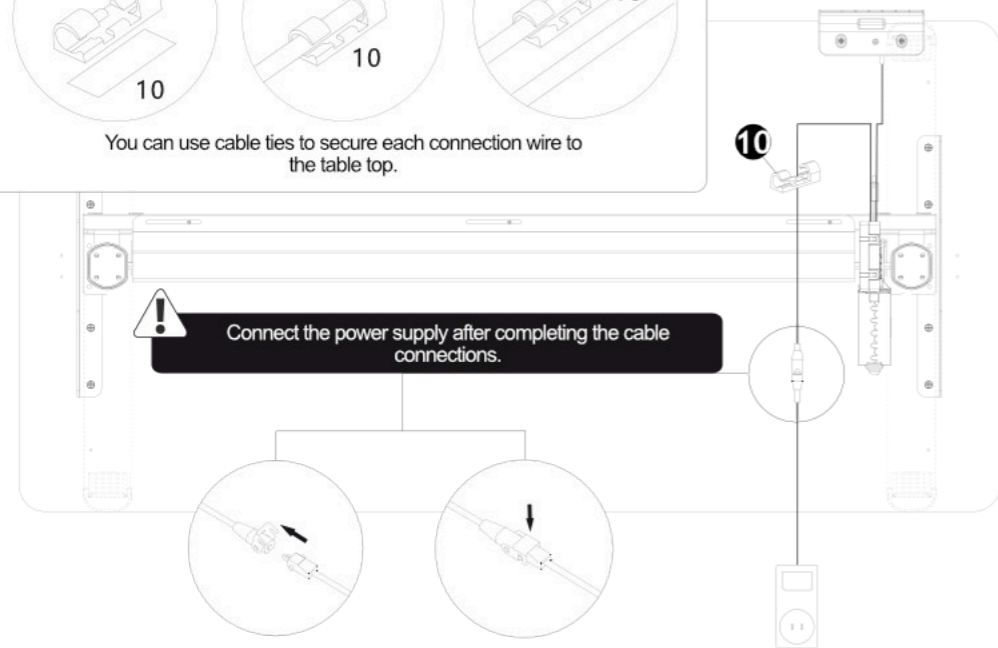 10
10
10
You can use cable ties to secure each connection wire to
the table top.
Connect the power supply after completing the cable
connections.